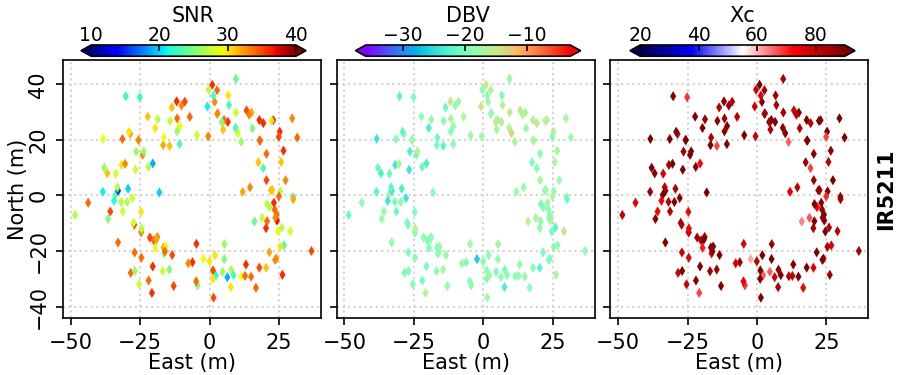 SNR DBV Xc
10 20 30 40 −30 −20 −10 20 40 60 80
North (m)
40
20
0
−20
−40
−50 −25 0 25 −50 −25 0 25 −50 −25 0 25
East (m) East (m) East (m)
IR5211